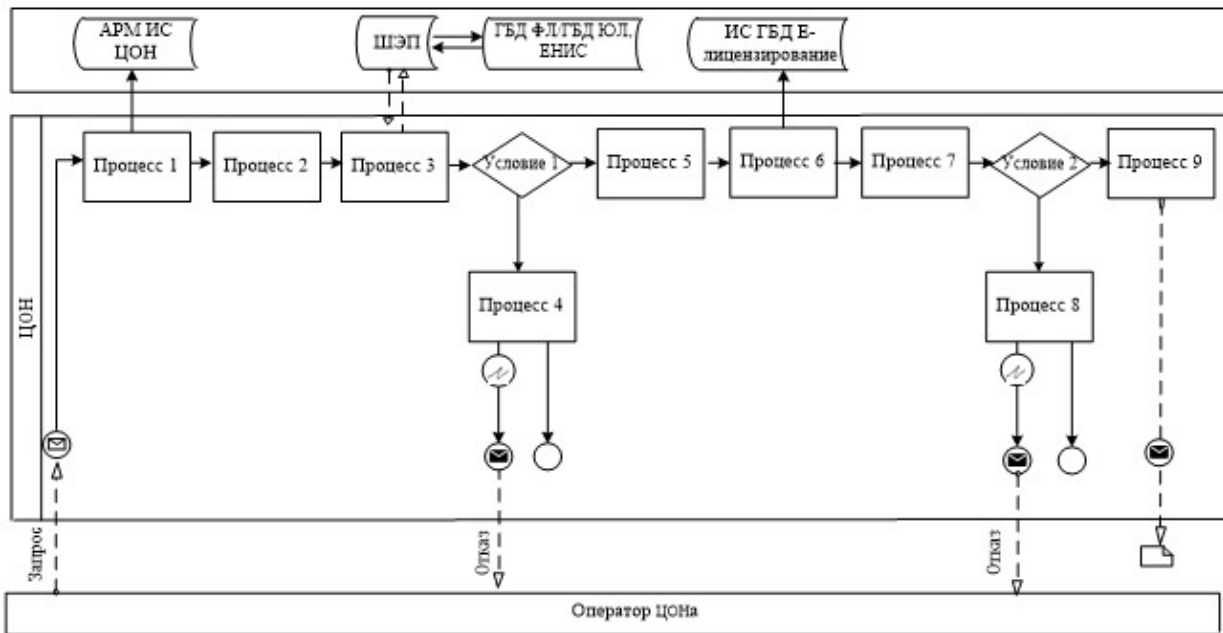 АРМ ИС
ЦОН
ШЭП
ГБД ФЛ/ГБД ЮЛ,
ЕНИС
ИС ГБД Е-
лицензирование
ЦОН
Процесс 1
Процесс 2
Процесс 3
Условие 1
Процесс 5
Процесс 6
Процесс 7
Условие 2
Процесс 9
Процесс 4
Процесс 8
Запрос
Отказ
Отказ
Оператор ЦОНа